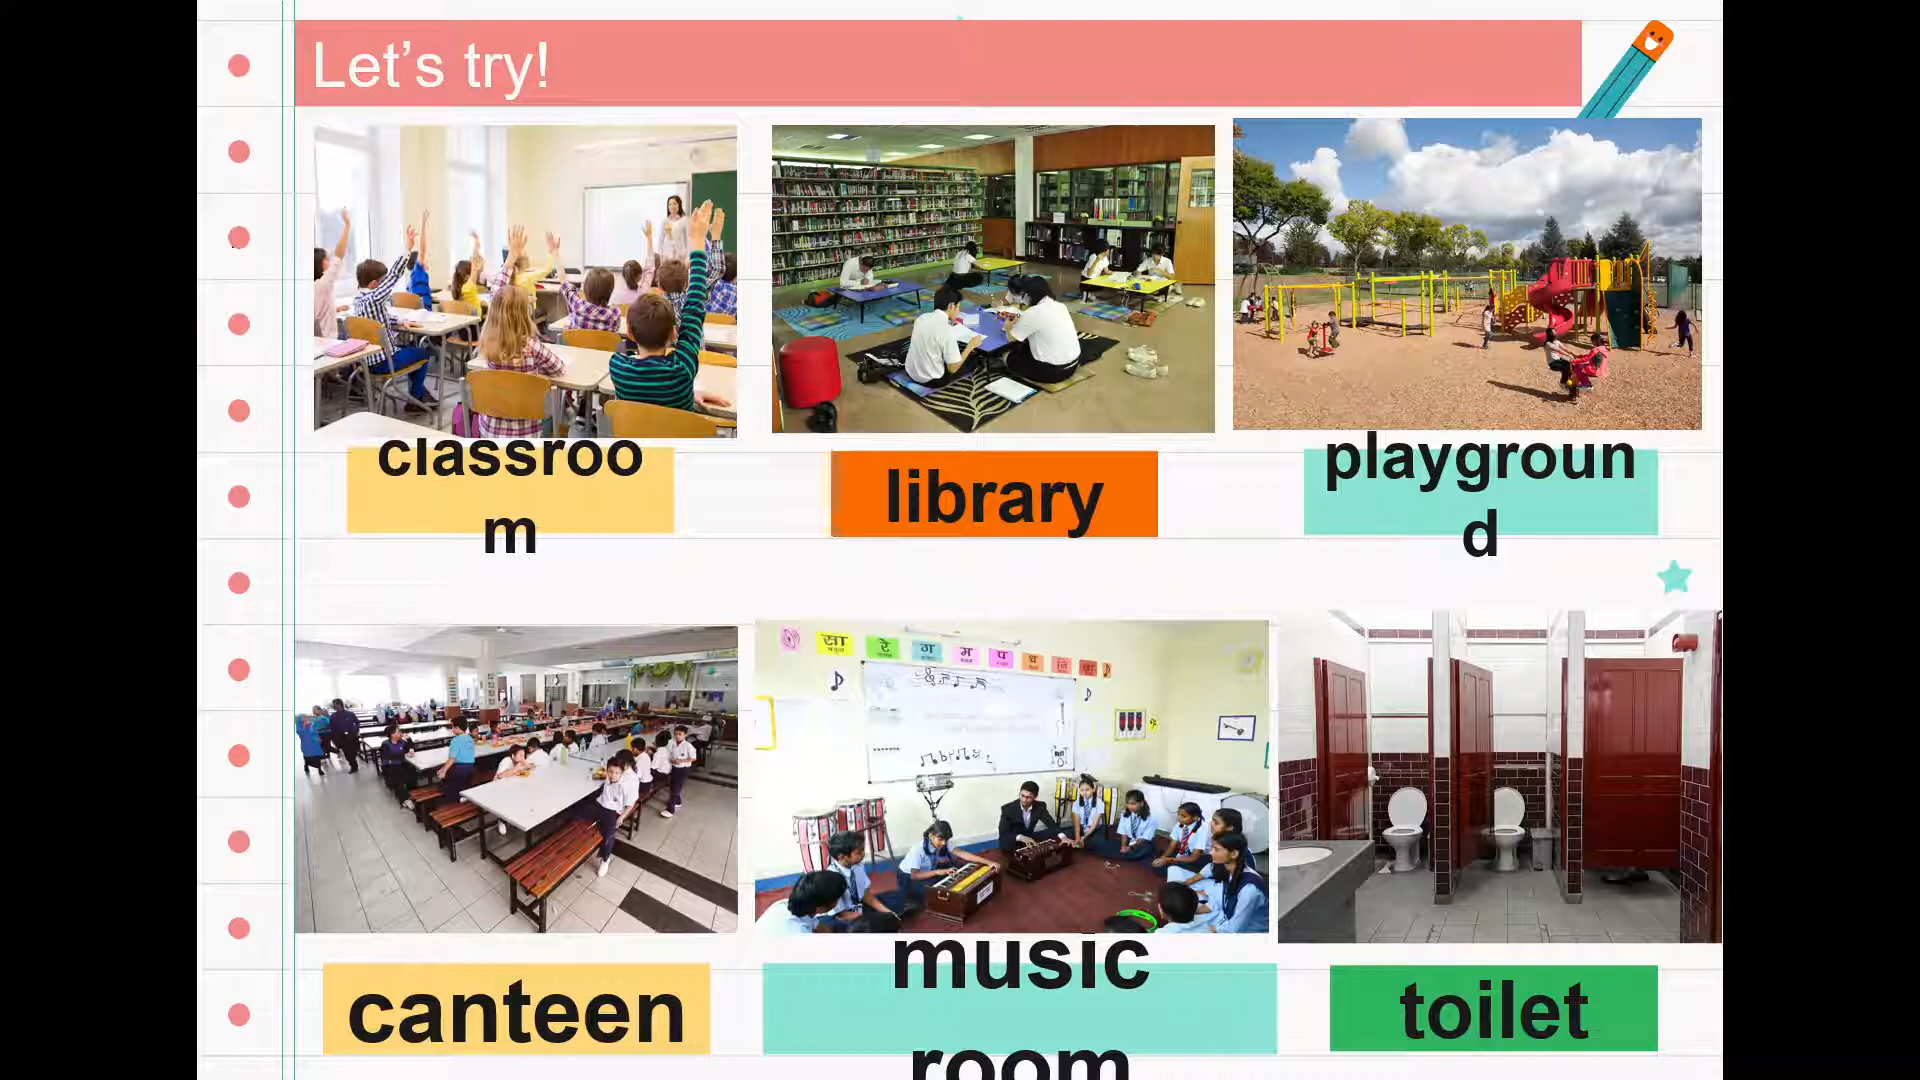 Let's try!
classroo
m
library
playgroun
d
सा
रे
ग
म
प
ध
canteen
music
room
toilet